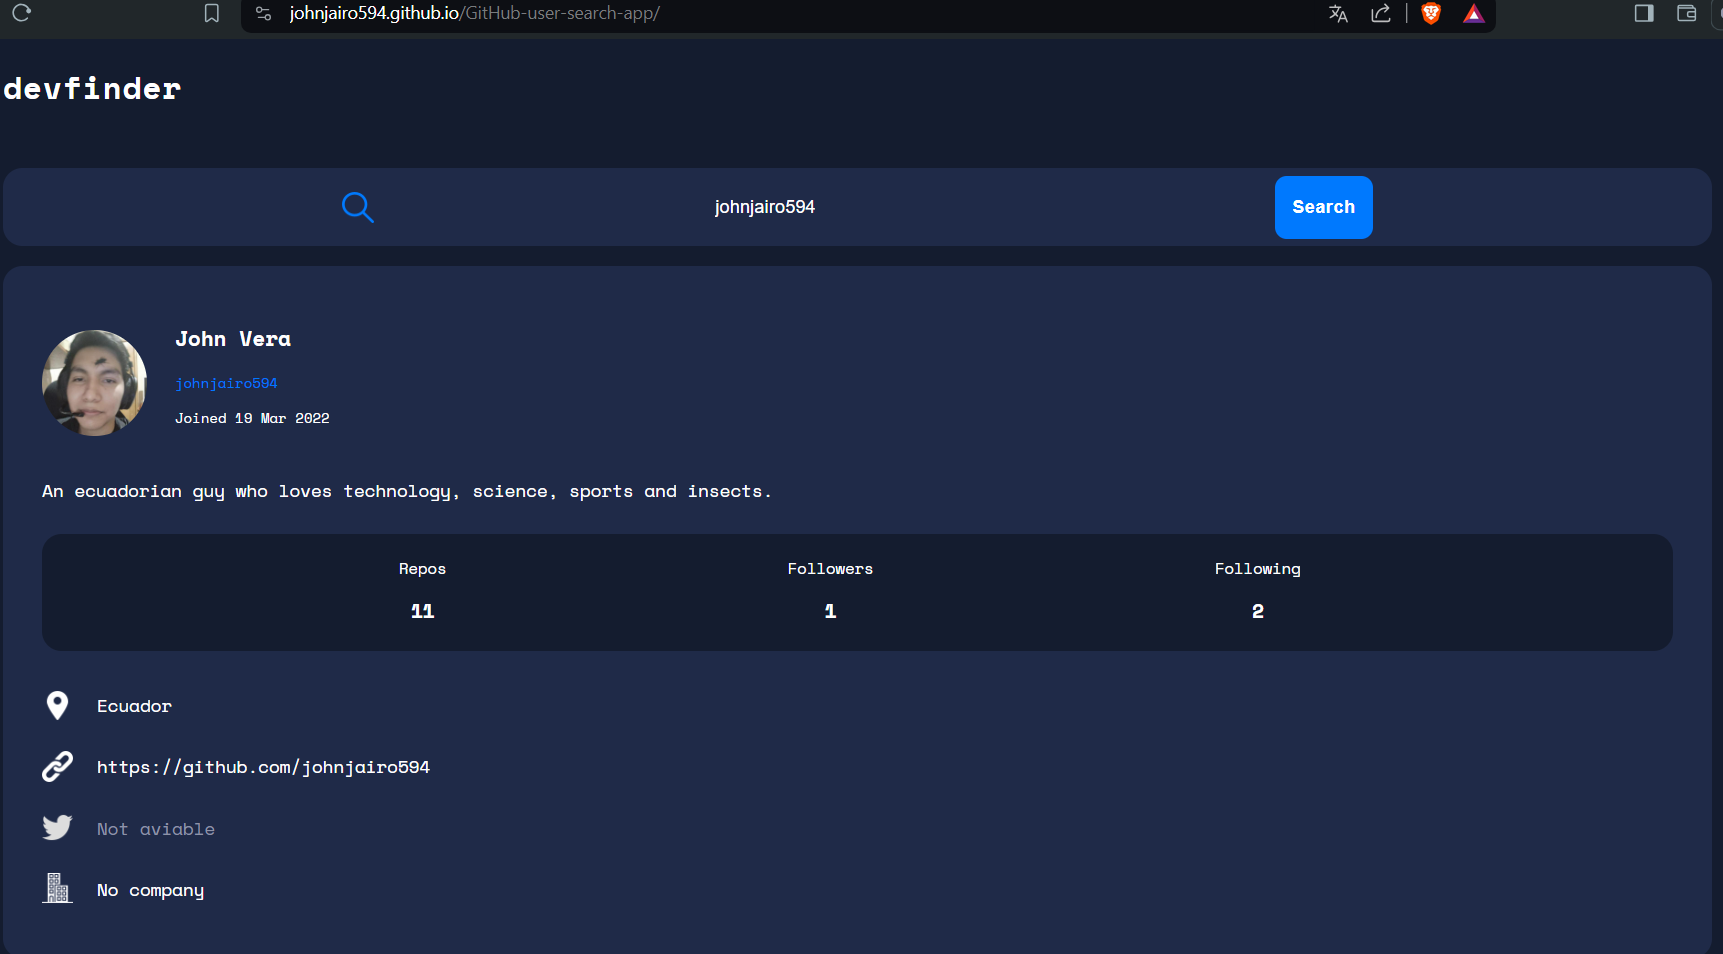 johnjairo594.github.io/GitHub-user-search-app/
devfinder
johnjairo594
Search
John Vera
johnjairo594
Joined 19 Mar 2022
An ecuadorian guy who loves technology, science, sports and insects.
Repos Followers Following
11 1 2
Ecuador
https://github.com/johnjairo594
Not aviable
No company